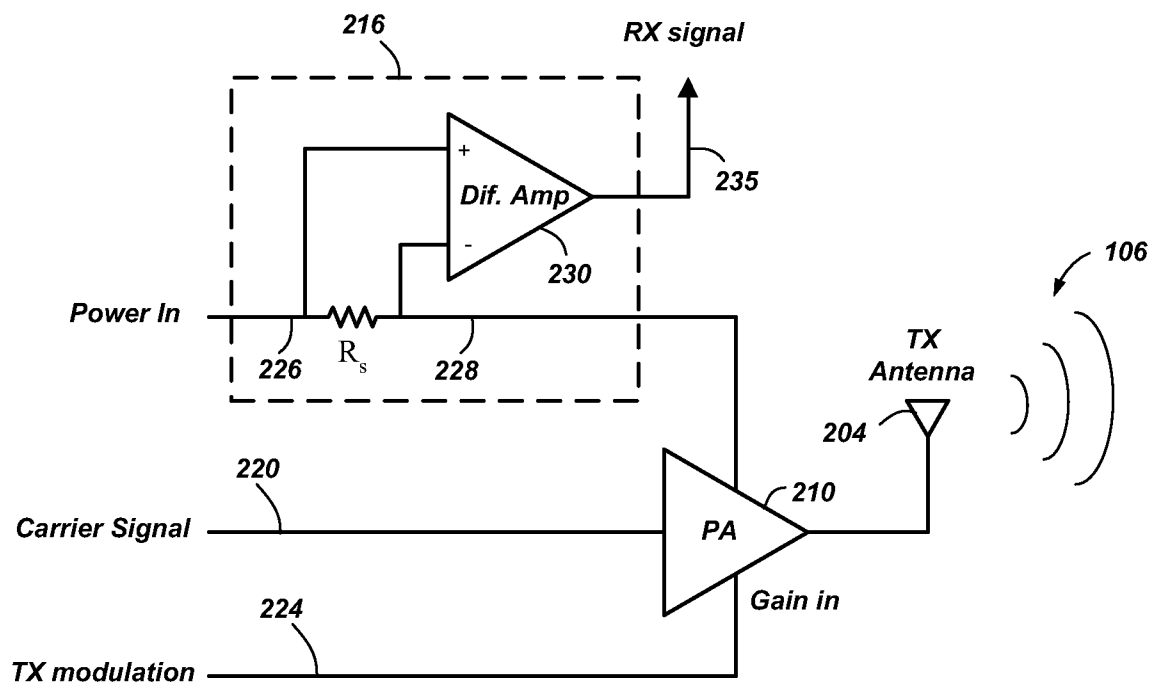 216
RX signal
+
Dif. Amp
235
-
230
106
Power In
226
Rs
228
TX
Antenna
204
220
210
Carrier Signal
PA
224
Gain in
TX modulation